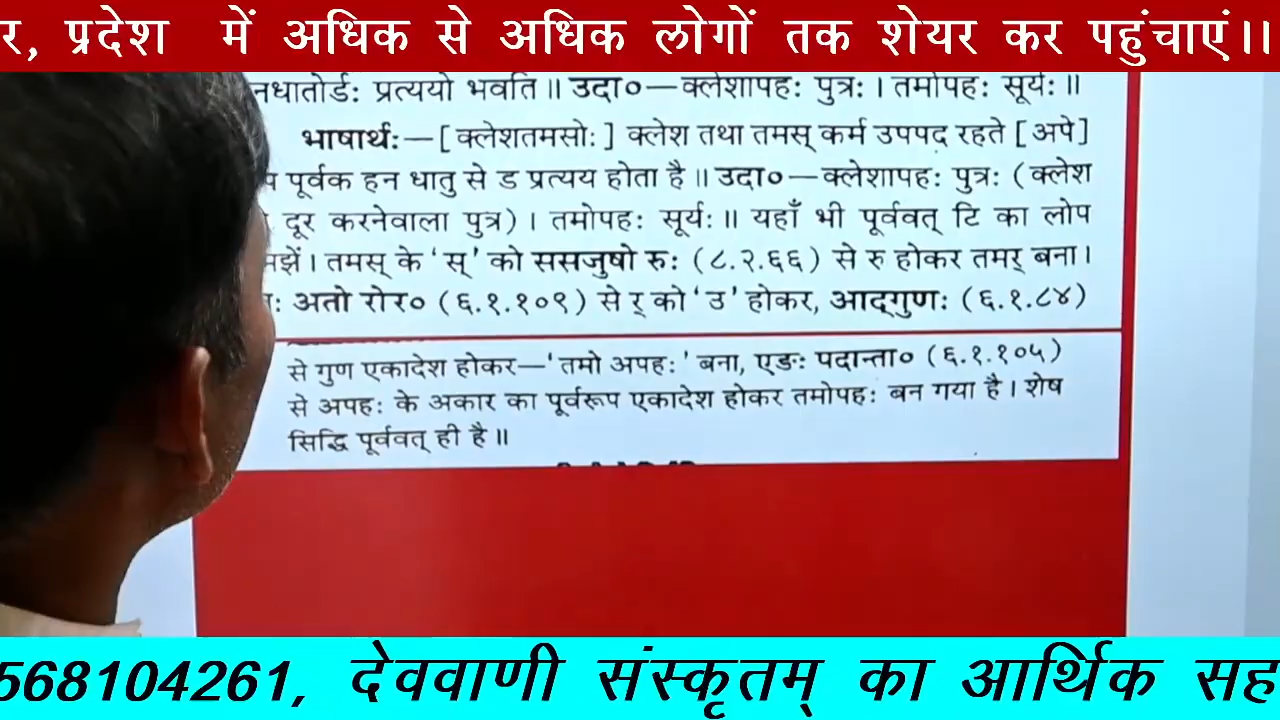 र, प्रदेश में अधिक से अधिक लोगों तक शेयर कर पहुंचाएं।।
नधातोर्डः प्रत्ययो भवति॥ उदा०—क्लेशापहः पुत्रः। तमोपहः सूर्यः॥
भाषार्थः—[क्लेशतमसोः] क्लेश तथा तमस् कर्म उपपद रहते [अपे]
प पूर्वक हन धातु से ड प्रत्यय होता है॥ उदा०—क्लेशापहः पुत्रः (क्लेश
दूर करनेवाला पुत्र)। तमोपहः सूर्यः॥ यहाँ भी पूर्ववत् टि का लोप
मझें। तमस् के 'स्' को ससजुषो रुः (८.२.६६) से रु होकर तमर् बना।
अतो रोर० (६.१.१०९) से र् को 'उ' होकर, आद्गुणः (६.१.८४)
से गुण एकादेश होकर—'तमो अपहः' बना, एङः पदान्ता० (६.१.१०५)
से अपहः के अकार का पूर्वरूप एकादेश होकर तमोपहः बन गया है। शेष
सिद्धि पूर्ववत् ही है॥
568104261, देववाणी संस्कृतम् का आर्थिक सह